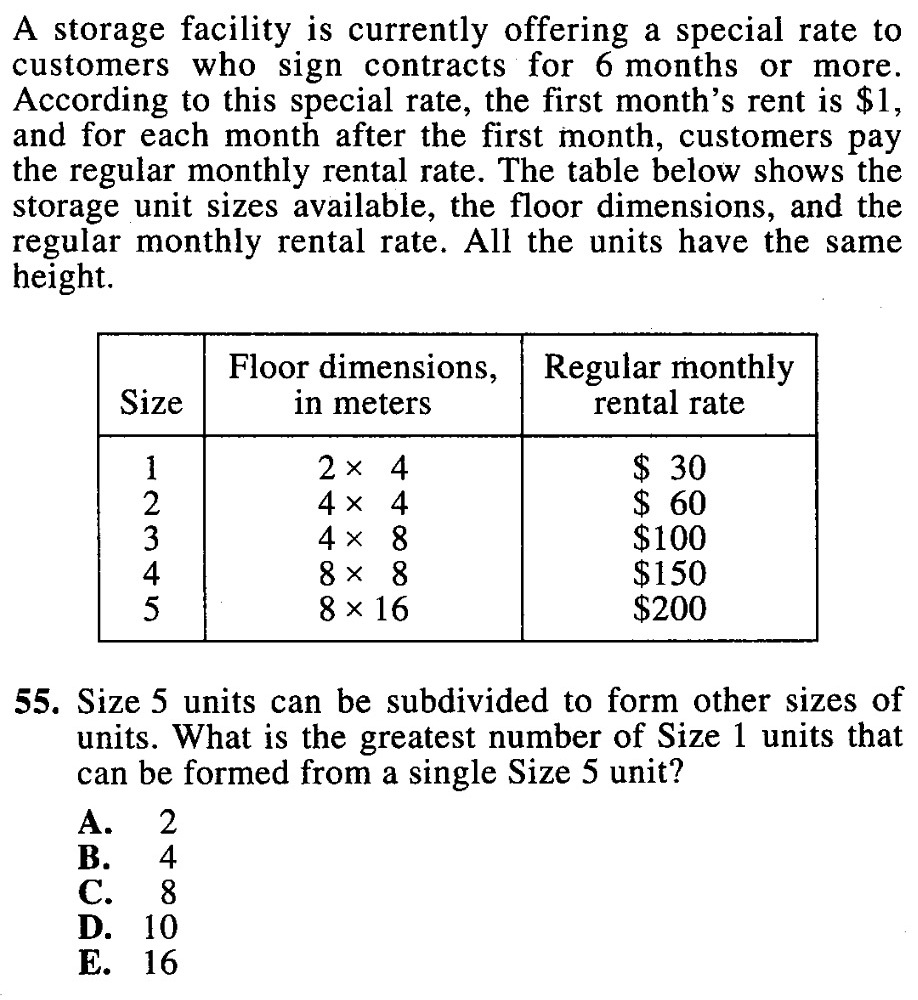 A storage facility is currently offering a special rate to
customers who sign contracts for 6 months or more.
According to this special rate, the first month's rent is $1,
and for each month after the first month, customers pay
the regular monthly rental rate. The table below shows the
storage unit sizes available, the floor dimensions, and the
regular monthly rental rate. All the units have the same
height.
Size Floor dimensions, in meters Regular monthly rental rate
1 2 × 4 $ 30
2 4 × 4 $ 60
3 4 × 8 $100
4 8 × 8 $150
5 8 × 16 $200
55. Size 5 units can be subdivided to form other sizes of
units. What is the greatest number of Size 1 units that
can be formed from a single Size 5 unit?
A. 2
B. 4
C. 8
D. 10
E. 16